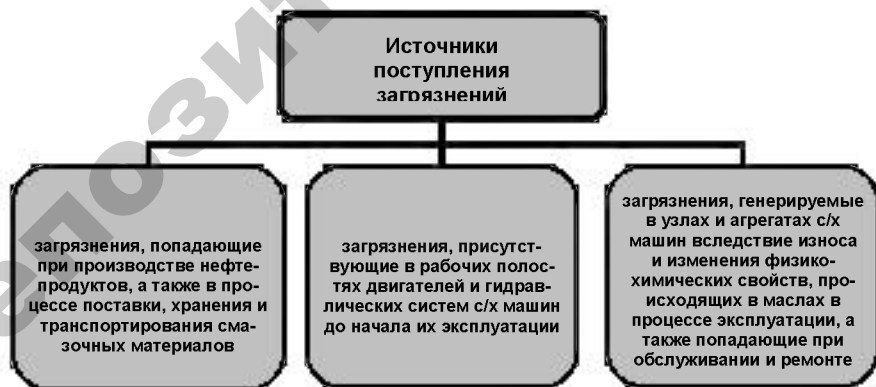 Источники
поступления
загрязнений
загрязнения, попадающие
при производстве нефте-
продуктов, а также в про-
цессе поставки, хранения и
транспортирования сма-
зочных материалов
загрязнения, присутст-
вующие в рабочих полос-
тях двигателей и гидрав-
лических систем с/х машин
до начала их эксплуатации
загрязнения, генерируемые
в узлах и агрегатах с/х
машин вследствие износа
и изменения физико-
химических свойств, про-
исходящих в маслах в
процессе эксплуатации, а
также попадающие при
обслуживании и ремонте